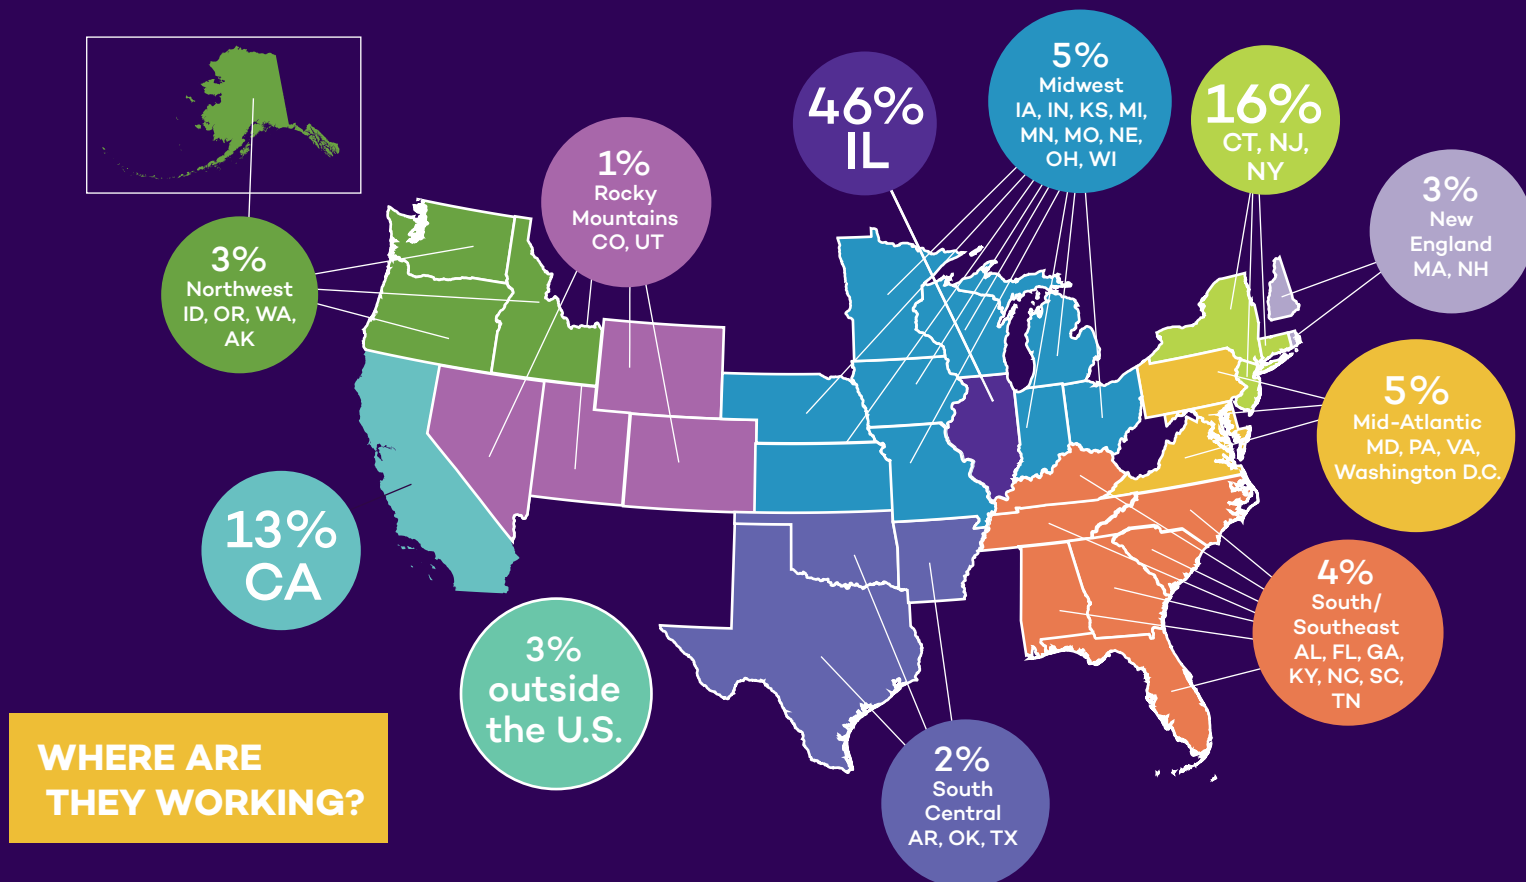 5%
Midwest
IA, IN, KS, MI,
MN, MO, NE,
OH, WI
46%
IL
16%
CT, NJ,
NY
1%
Rocky
Mountains
CO, UT
3%
New
England
MA, NH
3%
Northwest
ID, OR, WA,
AK
5%
Mid-Atlantic
MD, PA, VA,
Washington D.C.
13%
CA
4%
South/
Southeast
AL, FL, GA,
KY, NC, SC,
TN
3%
outside
the U.S.
2%
South
Central
AR, OK, TX
WHERE ARE
THEY WORKING?